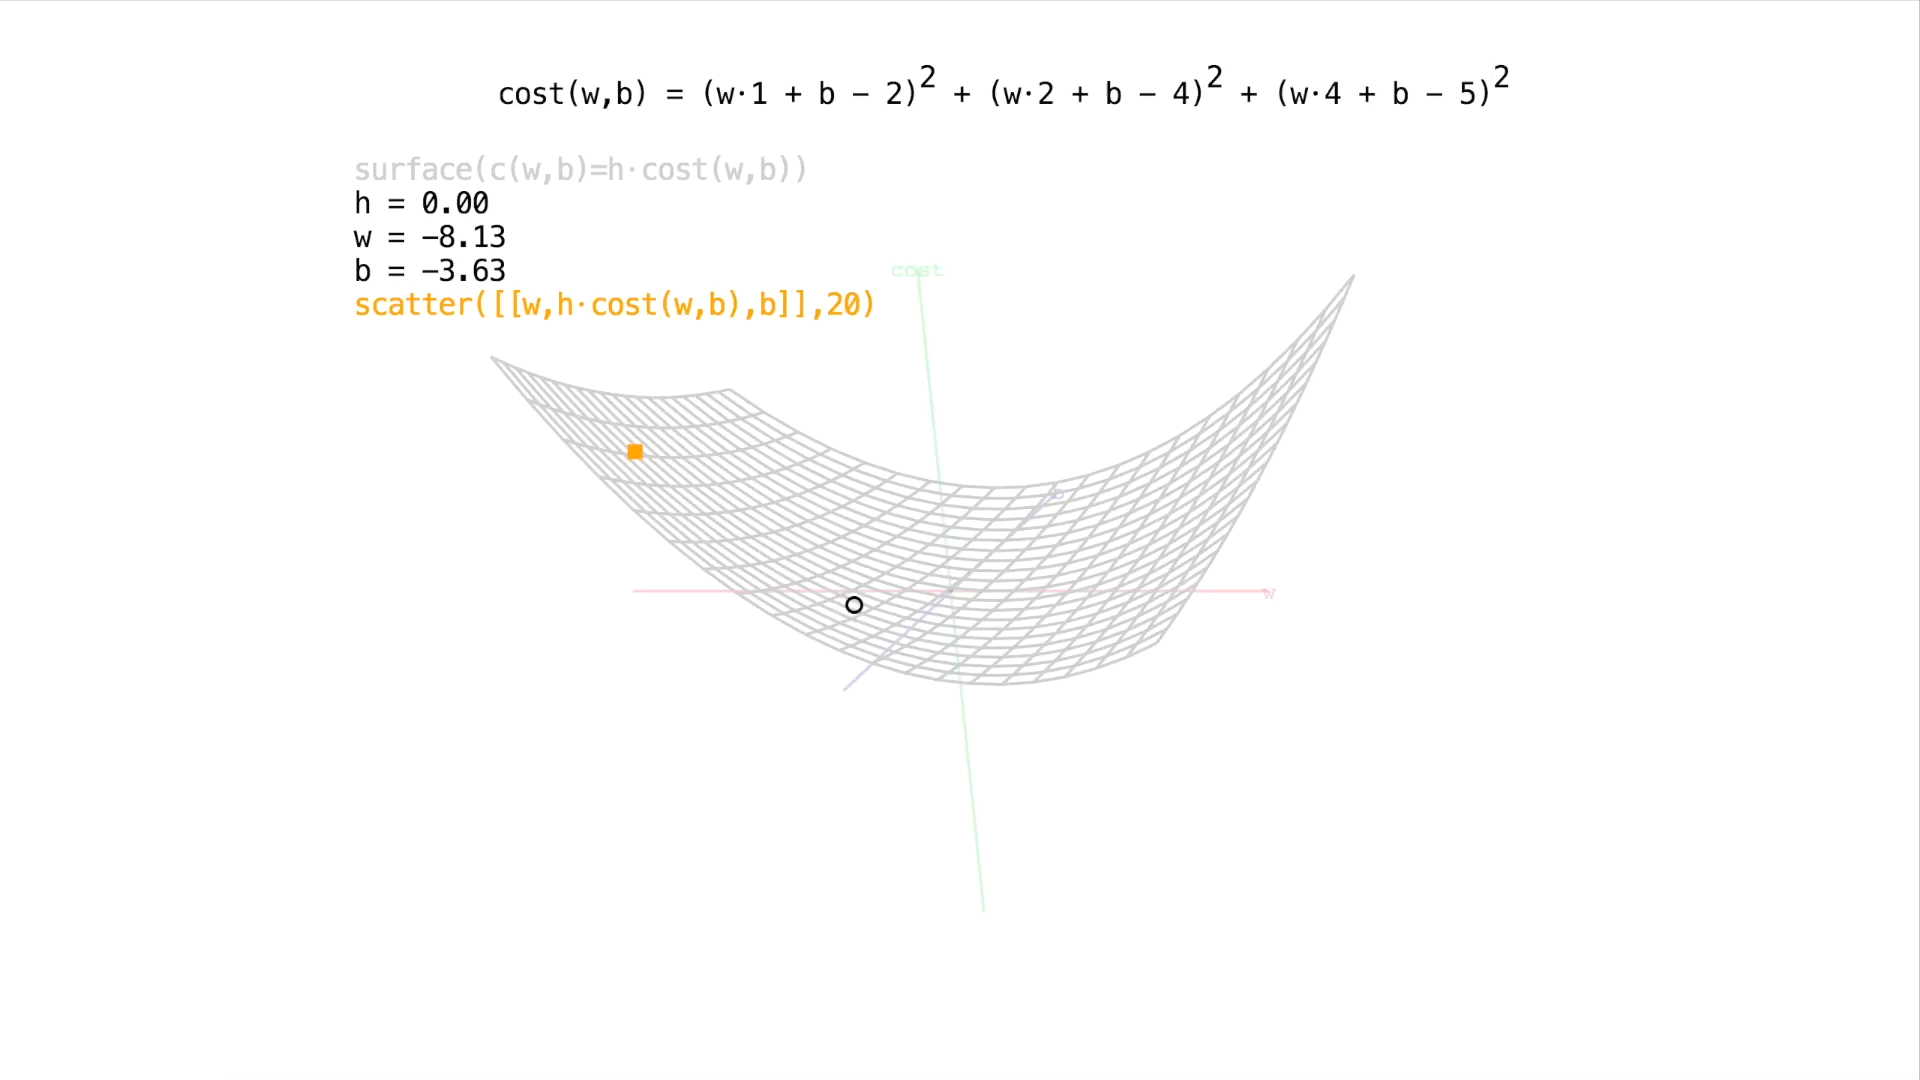 cost(w,b) = (w·1 + b − 2)² + (w·2 + b − 4)² + (w·4 + b − 5)²
surface(c(w,b)=h·cost(w,b))
h = 0.00
w = −8.13
b = −3.63
cost
scatter([[w,h·cost(w,b),b]],20)
b
w